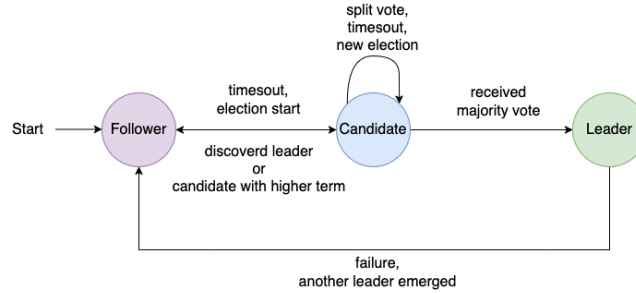 split vote,
timeout,
new election
timesout,
election start
received
majority vote
Start
Follower
Candidate
Leader
discoverd leader
or
candidate with higher term
failure,
another leader emerged